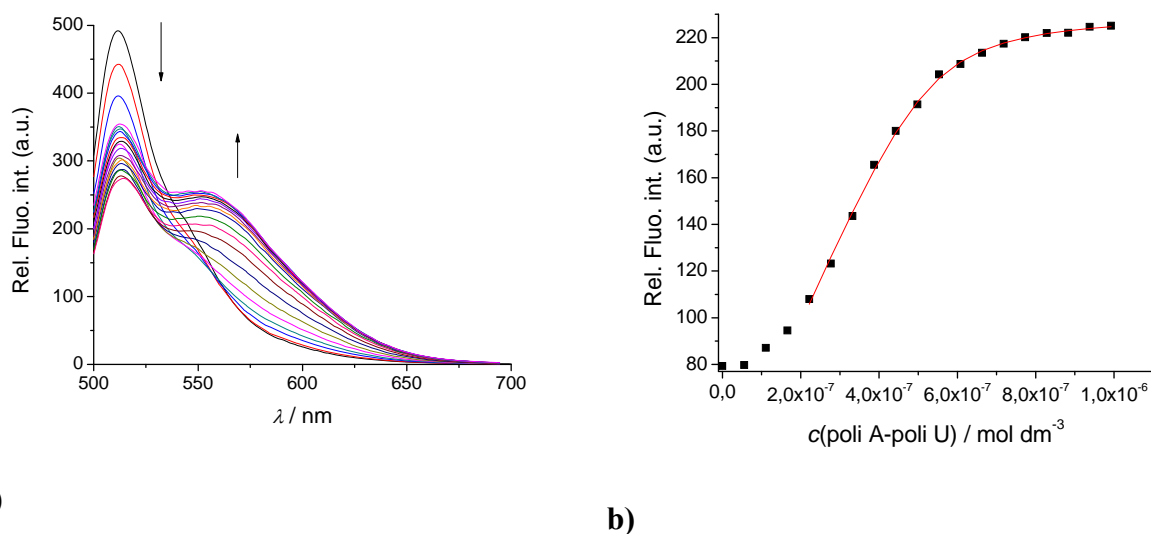 500
400
300
200
100
0
Rel. Fluo. int. (a.u.)
500
550
600
650
700
λ / nm
)
220
200
180
160
140
120
100
80
Rel. Fluo. int. (a.u.)
0,0
2,0x10⁻⁷
4,0x10⁻⁷
6,0x10⁻⁷
8,0x10⁻⁷
1,0x10⁻⁶
c(poli A-poli U) / mol dm⁻³
b)